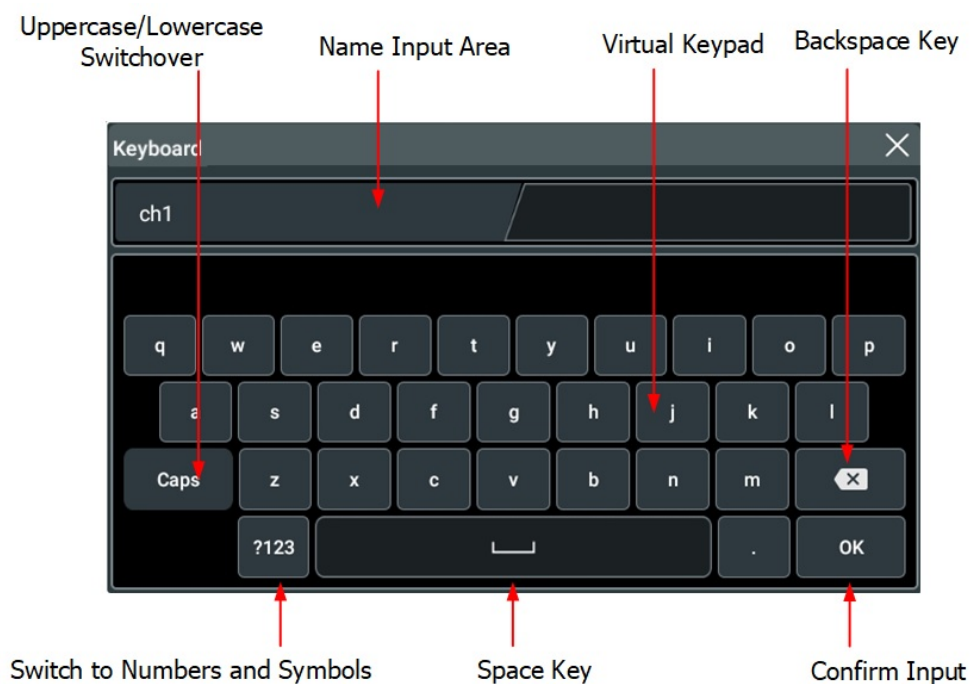 Uppercase/Lowercase
Switchover
Name Input Area
Virtual Keypad
Backspace Key
Keyboard
ch1
q w e r t y u i o p
a s d f g h j k l
Caps z x c v b n m
?123 . OK
Switch to Numbers and Symbols
Space Key
Confirm Input